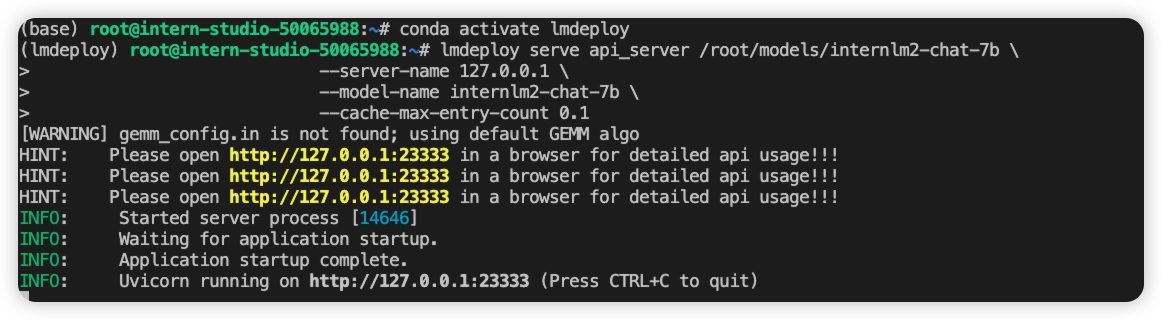 (base) root@intern-studio-50065988:~# conda activate lmdeploy
(lmdeploy) root@intern-studio-50065988:~# lmdeploy serve api_server /root/models/internlm2-chat-7b \
> --server-name 127.0.0.1 \
> --model-name internlm2-chat-7b \
> --cache-max-entry-count 0.1
[WARNING] gemm_config.in is not found; using default GEMM algo
HINT:    Please open http://127.0.0.1:23333 in a browser for detailed api usage!!!
HINT:    Please open http://127.0.0.1:23333 in a browser for detailed api usage!!!
HINT:    Please open http://127.0.0.1:23333 in a browser for detailed api usage!!!
INFO:     Started server process [14646]
INFO:     Waiting for application startup.
INFO:     Application startup complete.
INFO:     Uvicorn running on http://127.0.0.1:23333 (Press CTRL+C to quit)